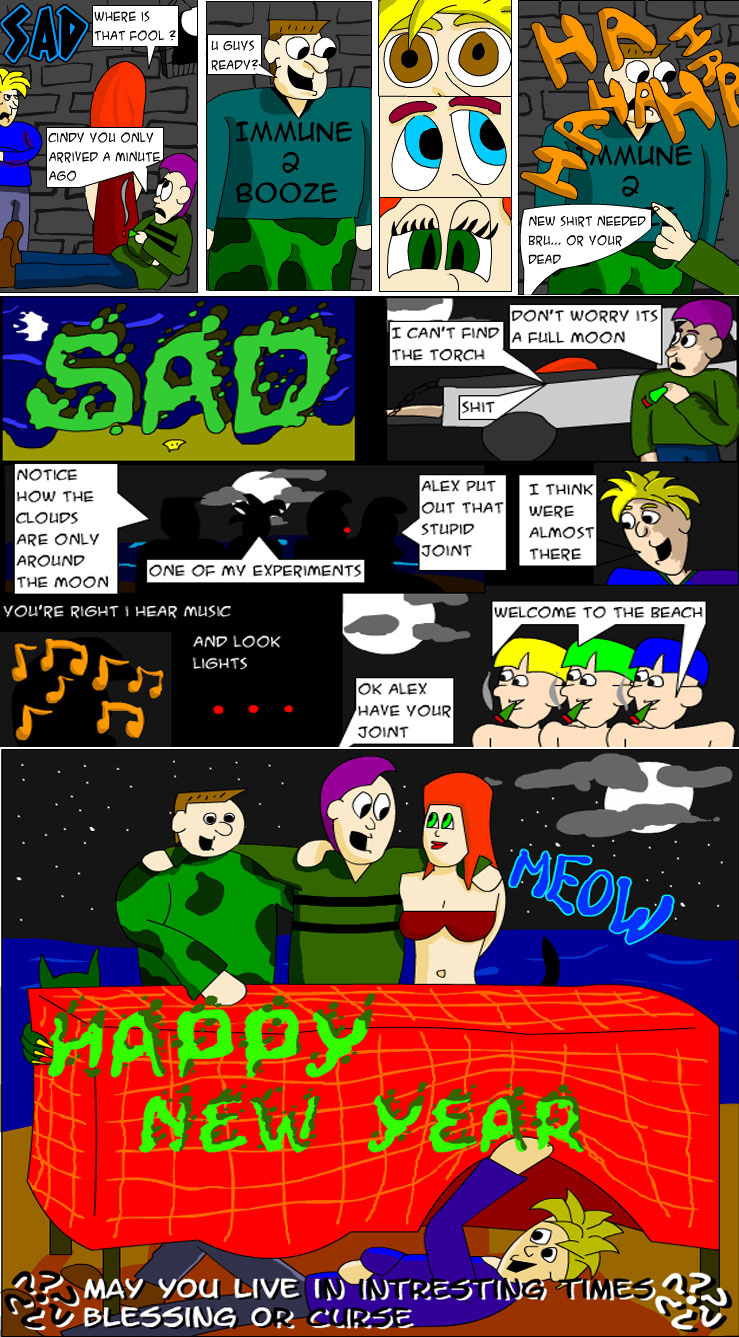 SAD
WHERE IS
THAT FOOL ?
CINDY YOU ONLY
ARRIVED A MINUTE
AGO
U GUYS
READY?
IMMUNE
2
BOOZE
HA HAA
HAHAHA
IMMUNE
2
NEW SHIRT NEEDED
BRU... OR YOUR
DEAD
SAD
I CAN'T FIND
THE TORCH
DON'T WORRY ITS
A FULL MOON
SHIT
NOTICE
HOW THE
CLOUDS
ARE ONLY
AROUND
THE MOON
ONE OF MY EXPERIMENTS
ALEX PUT
OUT THAT
STUPID
JOINT
I THINK
WERE
ALMOST
THERE
YOU'RE RIGHT I HEAR MUSIC
AND LOOK
LIGHTS
OK ALEX
HAVE YOUR
JOINT
WELCOME TO THE BEACH
MEOW
HAPPY
NEW YEAR
MAY YOU LIVE IN INTRESTING TIMES
BLESSING OR CURSE